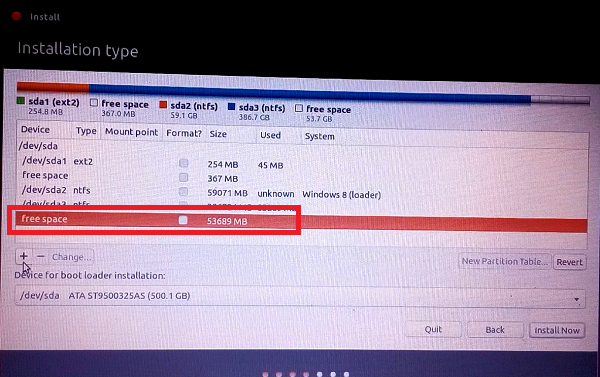 Install
Installation type
sda1 (ext2) free space sda2 (ntfs) sda3 (ntfs) free space
254.8 MB 367.0 MB 59.1 GB 386.7 GB 53.7 GB
Device Type Mount point Format? Size Used System
/dev/sda
/dev/sda1 ext2 254 MB 45 MB
free space 367 MB
/dev/sda2 ntfs 59071 MB unknown Windows 8 (loader)
/dev/sda3 ntfs
free space 53689 MB
+ − Change... New Partition Table... Revert
Device for boot loader installation:
/dev/sda ATA ST9500325AS (500.1 GB)
Quit Back Install Now